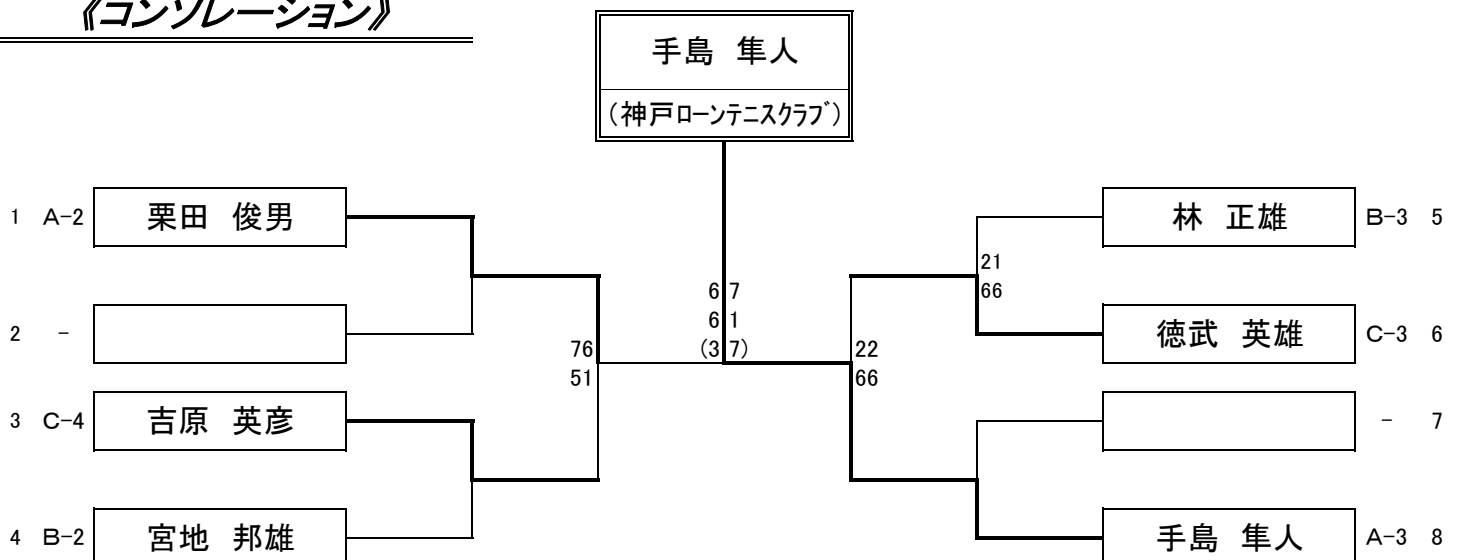 《コンソレーション》
手島 隼人
(神戸ローンテニスクラブ)
1 A-2 栗田 俊男
林 正雄 B-3 5
21
66
6 7
6 1
(3 7)
2 -
徳武 英雄 C-3 6
76
51
22
66
3 C-4 吉原 英彦
- 7
4 B-2 宮地 邦雄
手島 隼人 A-3 8